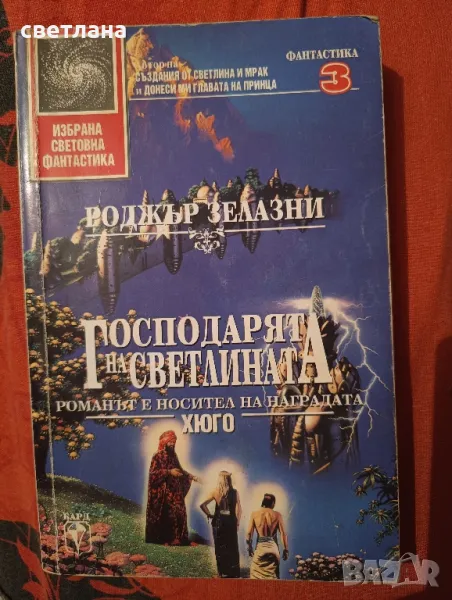 светлана
ФАНТАСТИКА
3
СЪЗДАНИЯ ОТ СВЕТЛИНА И МРАК
и ДОНЕСИ МИ ГЛАВАТА НА ПРИНЦА
ИЗБРАНА
СВЕТОВНА
ФАНТАСТИКА
РОДЖЪР ЗЕЛАЗНИ
ГОСПОДАРЯТ
НА СВЕТЛИНАТА
РОМАНЪТ Е НОСИТЕЛ НА НАГРАДАТА
ХЮГО
БАРД
BAZAR